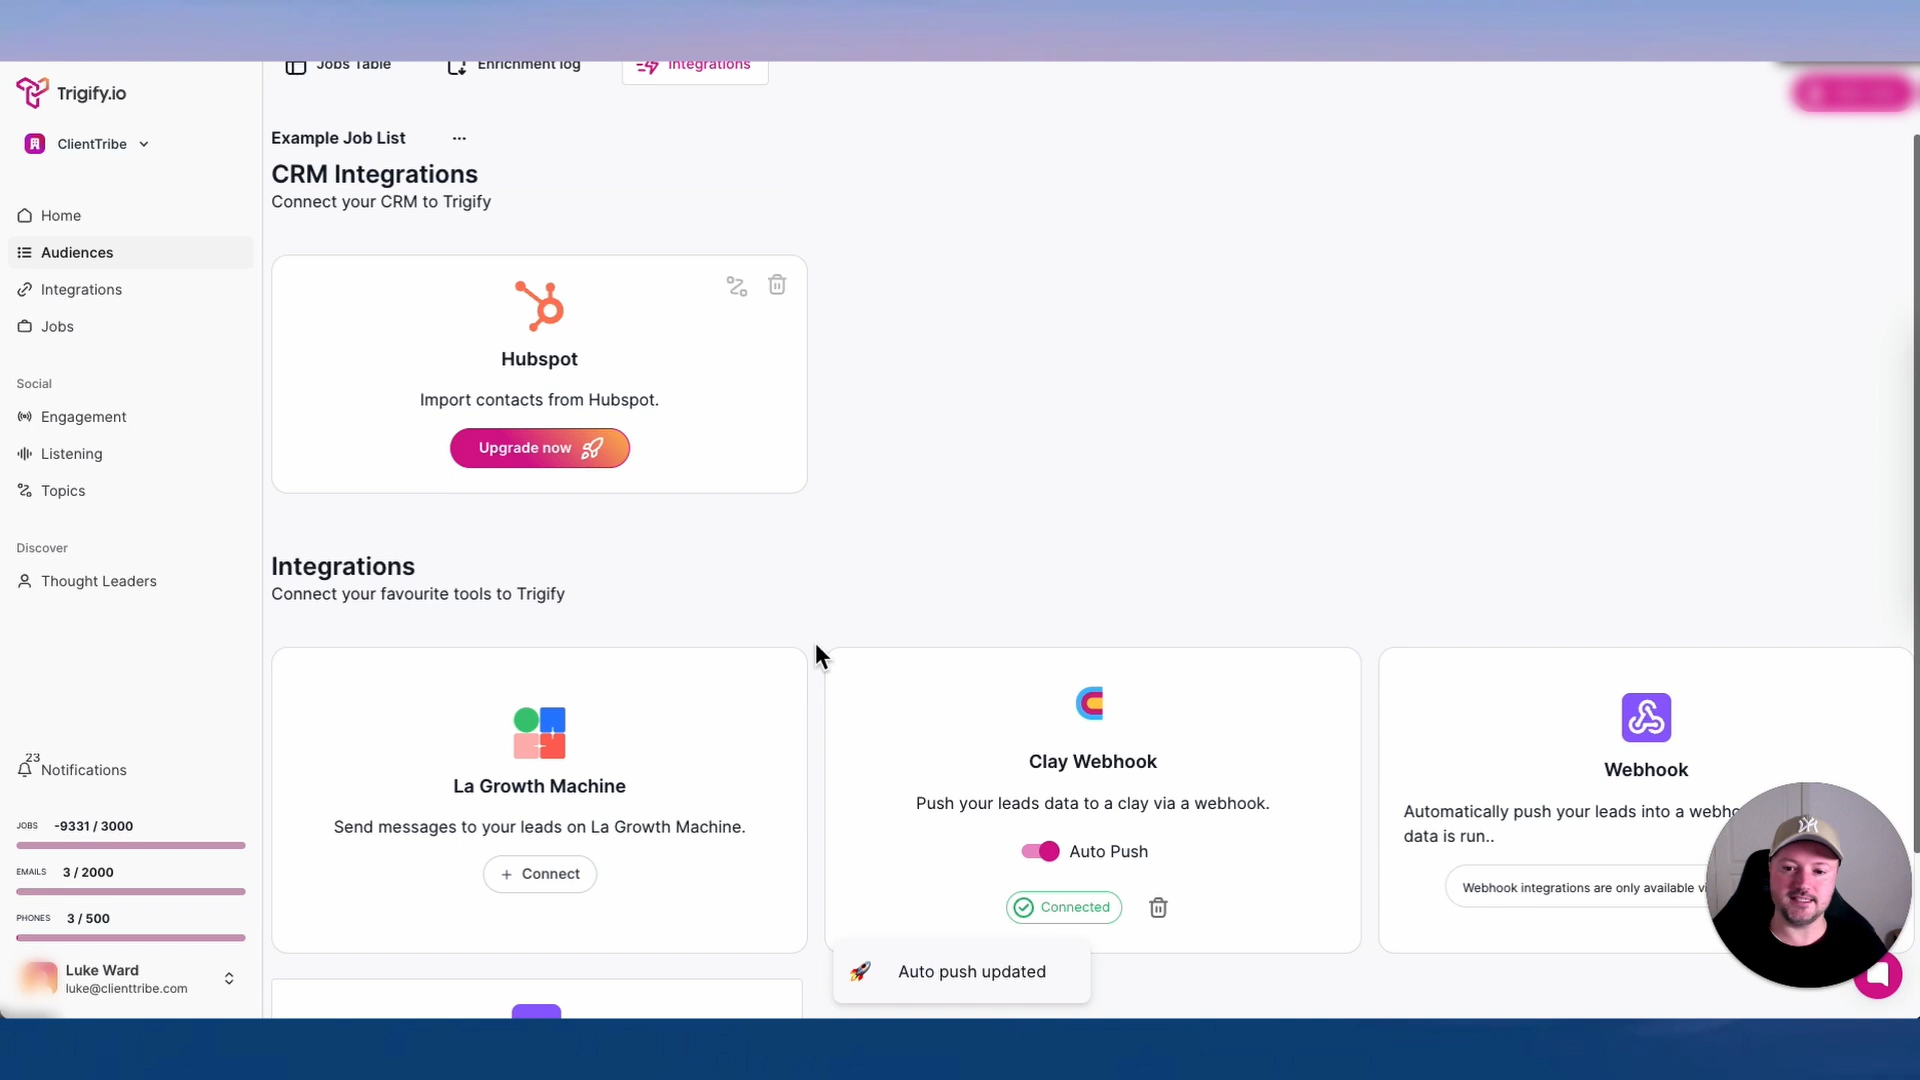 Jobs Table
Enrichment log
Integrations
Trigify.io
ClientTribe
Home
Audiences
Integrations
Jobs
Social
Engagement
Listening
Topics
Discover
Thought Leaders
23
Notifications
JOBS -9331 / 3000
EMAILS 3 / 2000
PHONES 3 / 500
Luke Ward
luke@clienttribe.com
Example Job List ...
CRM Integrations
Connect your CRM to Trigify
Hubspot
Import contacts from Hubspot.
Upgrade now
Integrations
Connect your favourite tools to Trigify
La Growth Machine
Send messages to your leads on La Growth Machine.
+ Connect
Clay Webhook
Push your leads data to a clay via a webhook.
Auto Push
Connected
Webhook
Automatically push your leads into a webho
data is run..
Webhook integrations are only available vi
Auto push updated